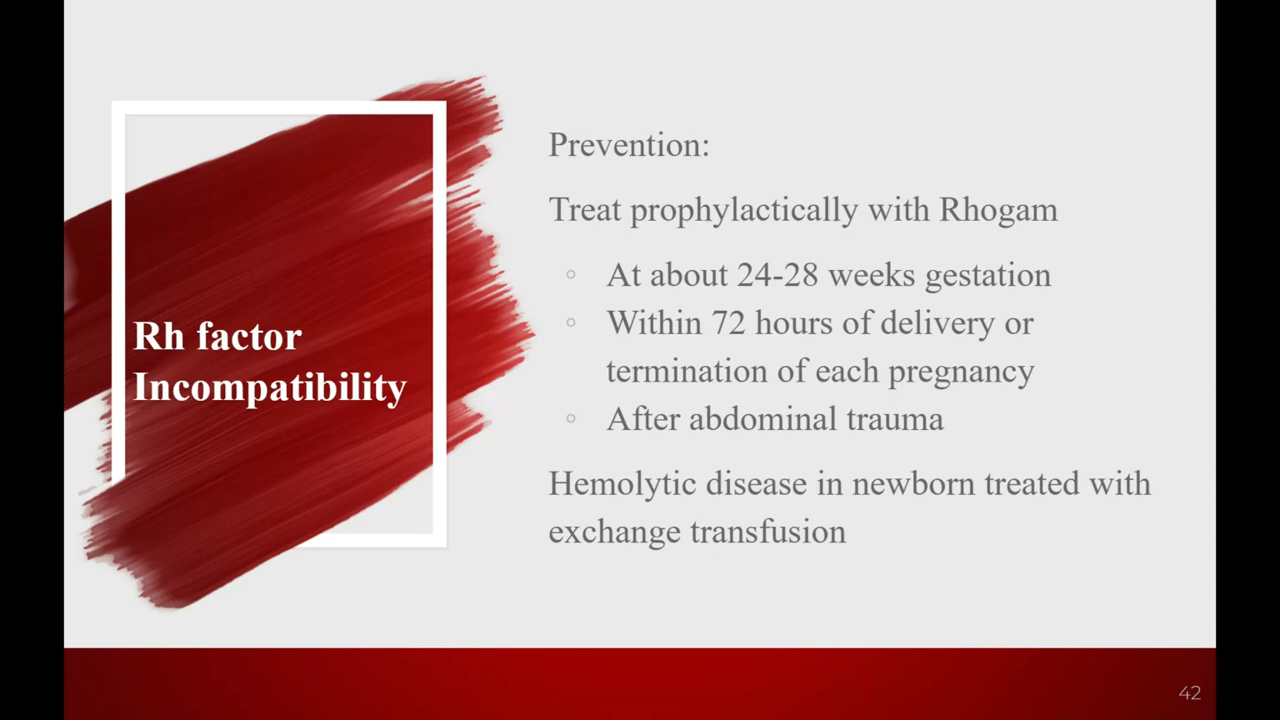 Rh factor
Incompatibility
Prevention:
Treat prophylactically with Rhogam
◦ At about 24-28 weeks gestation
◦ Within 72 hours of delivery or
termination of each pregnancy
◦ After abdominal trauma
Hemolytic disease in newborn treated with
exchange transfusion
42